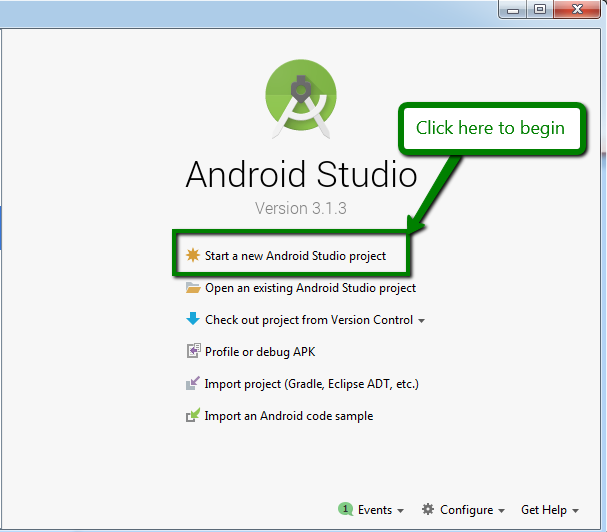 Click here to begin
Android Studio
Version 3.1.3
Start a new Android Studio project
Open an existing Android Studio project
Check out project from Version Control
Profile or debug APK
Import project (Gradle, Eclipse ADT, etc.)
Import an Android code sample
1 Events Configure Get Help